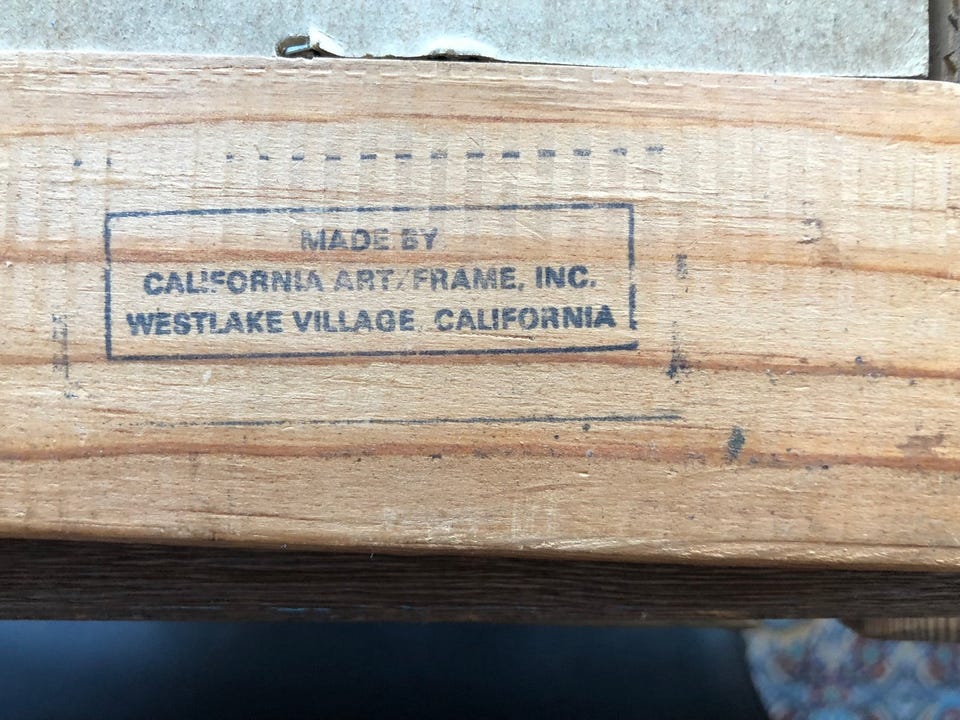 MADE BY
CALIFORNIA ART/FRAME, INC.
WESTLAKE VILLAGE, CALIFORNIA